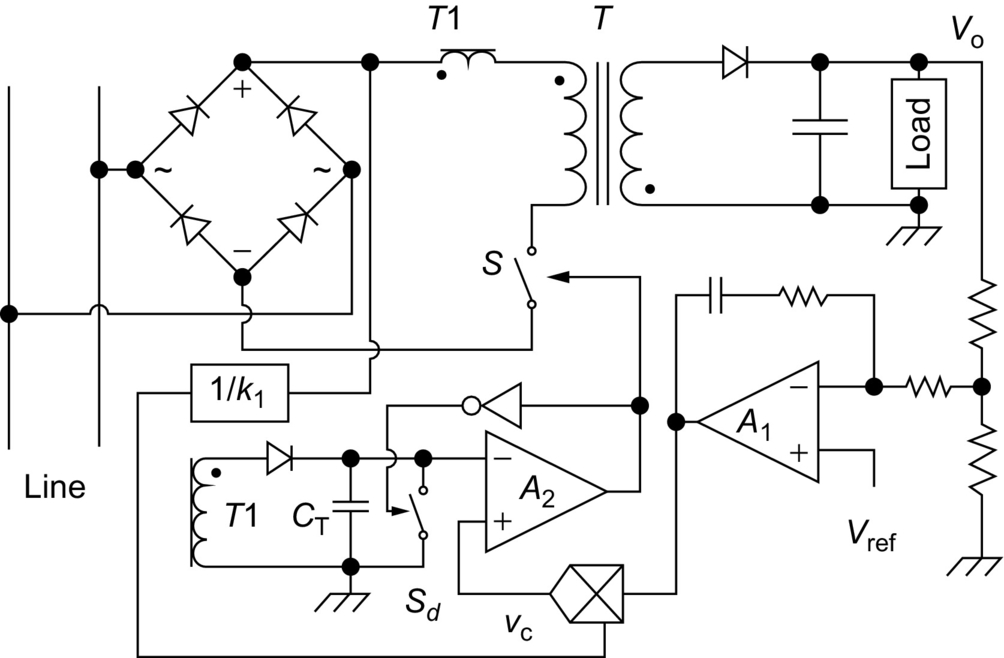 T1
T
Vo
+
~
~
−
Load
S
1/k1
−
A1
+
Line
−
A2
+
T1
CT
Vref
Sd
vc